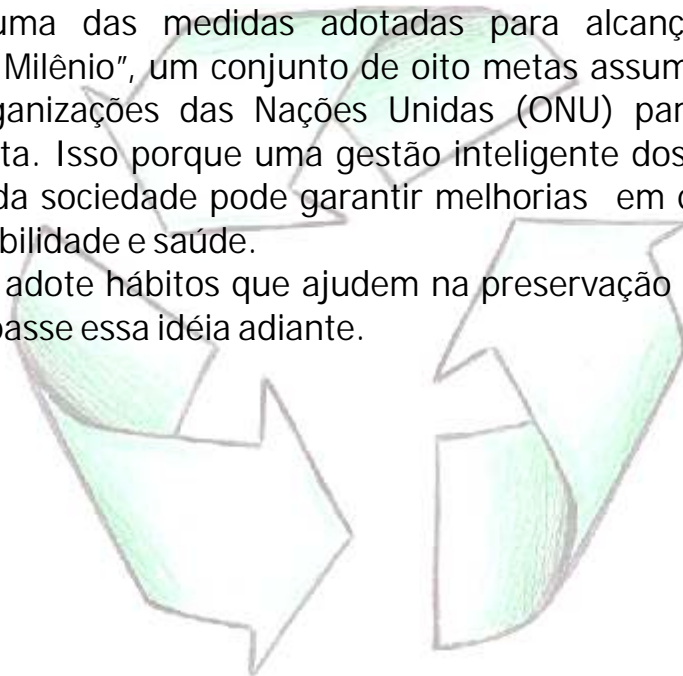 uma das medidas adotadas para alcanç
Milênio”, um conjunto de oito metas assum
ganizações das Nações Unidas (ONU) par
ta. Isso porque uma gestão inteligente dos
da sociedade pode garantir melhorias em
bilidade e saúde.
adote hábitos que ajudem na preservação
passe essa idéia adiante.